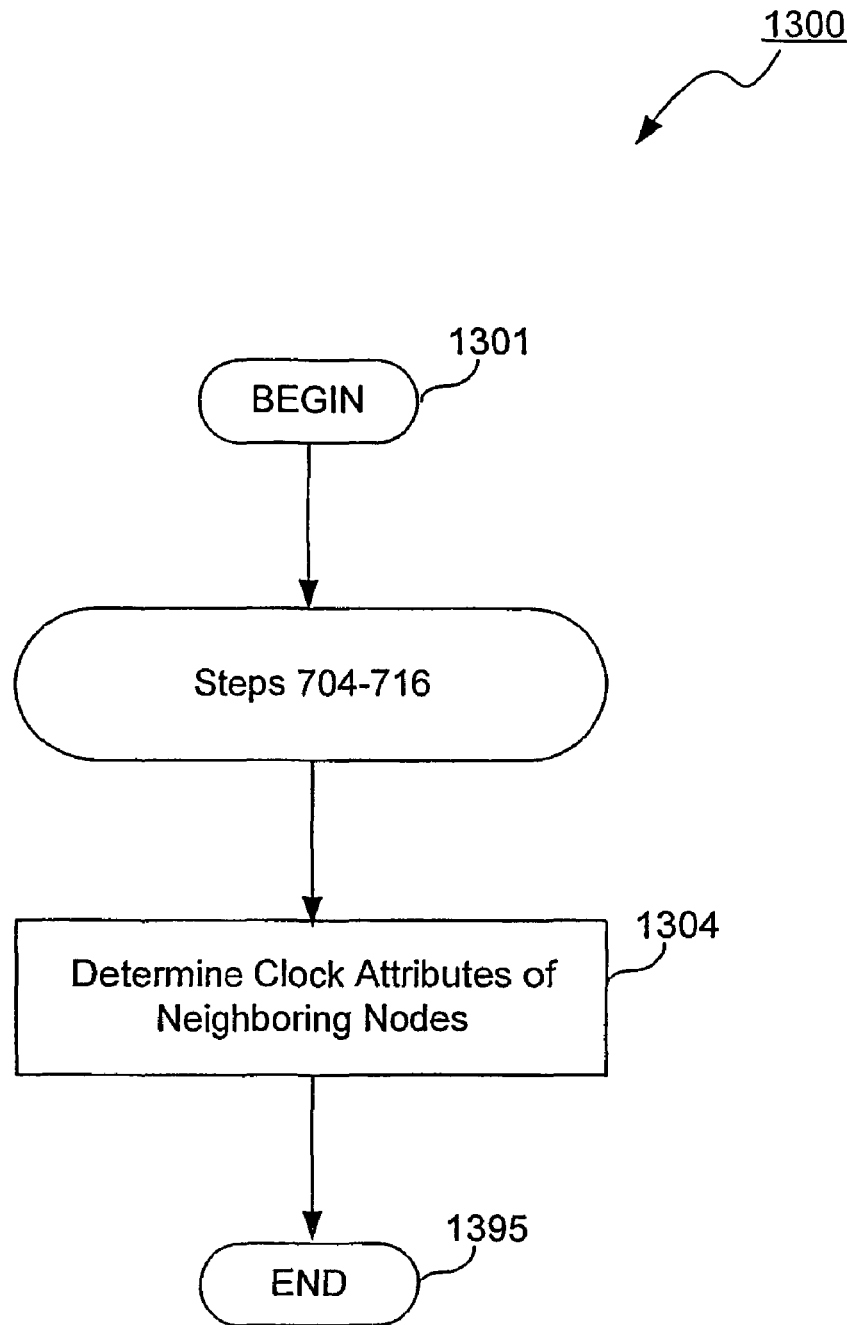 1300
1301
BEGIN
Steps 704-716
1304
Determine Clock Attributes of
Neighboring Nodes
1395
END